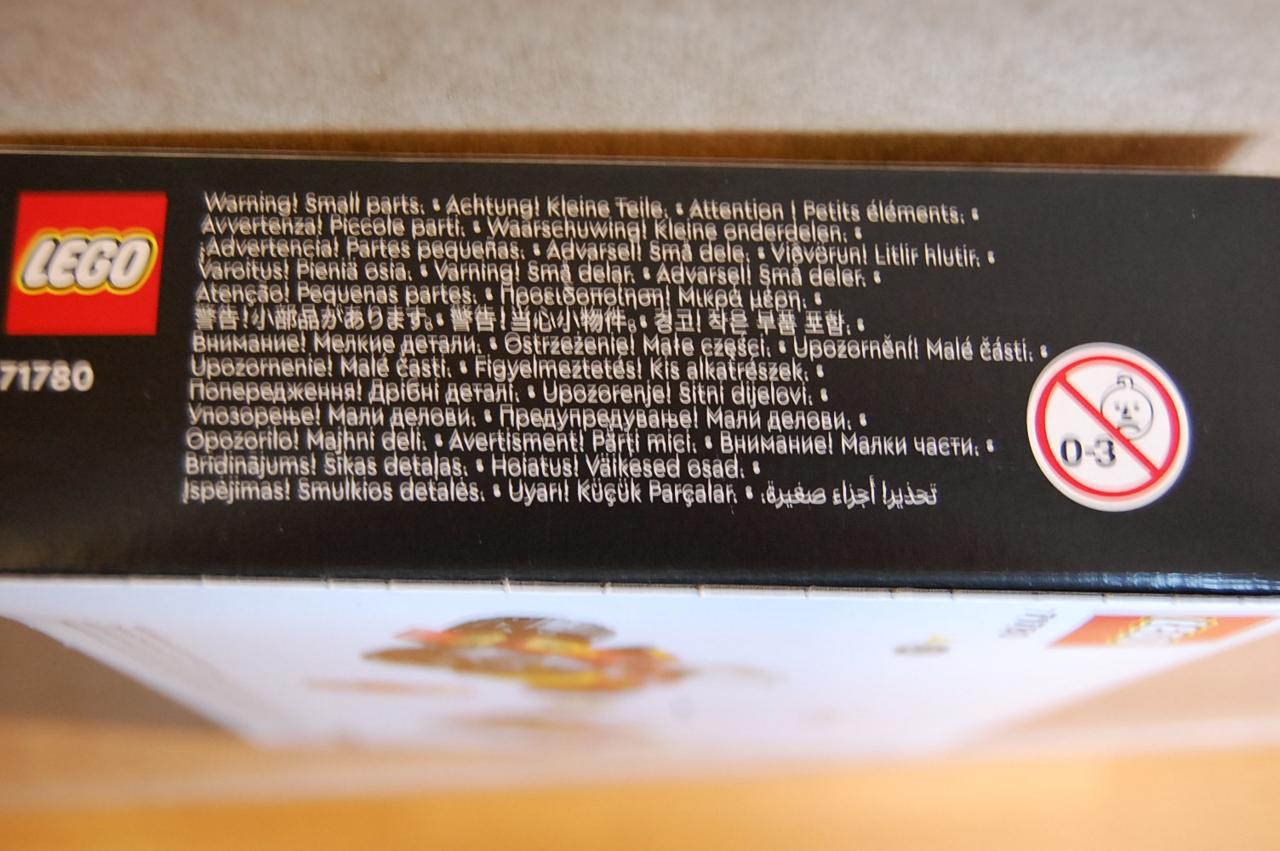 LEGO
71780
Warning! Small parts. • Achtung! Kleine Teile. • Attention ! Petits éléments. •
Avvertenza! Piccole parti. • Waarschuwing! Kleine onderdelen. •
¡Advertencia! Partes pequeñas. • Advarsel! Små dele. • Viðvörun! Litlir hlutir. •
Varoitus! Pieniä osia. • Varning! Små delar. • Advarsel! Små deler. •
Atenção! Pequenas partes. • Προειδοποίηση! Μικρά μέρη. •
警告!小部品があります。• 警告!当心小物件。• 경고! 작은 부품 포함. •
Внимание! Мелкие детали. • Ostrzeżenie! Małe części. • Upozornění! Malé části. •
Upozornenie! Malé časti. • Figyelmeztetés! Kis alkatrészek. •
Попередження! Дрібні деталі. • Upozorenje! Sitni dijelovi. •
Упозорење! Мали делови. • Предупредување! Мали делови. •
Opozorilo! Majhni deli. • Avertisment! Părți mici. • Внимание! Малки части. •
Brīdinājums! Sīkas detaļas. • Hoiatus! Väikesed osad. •
Įspėjimas! Smulkios detalės. • Uyarı! Küçük Parçalar. • تحذير! أجزاء صغيرة.
0-3
LEGO